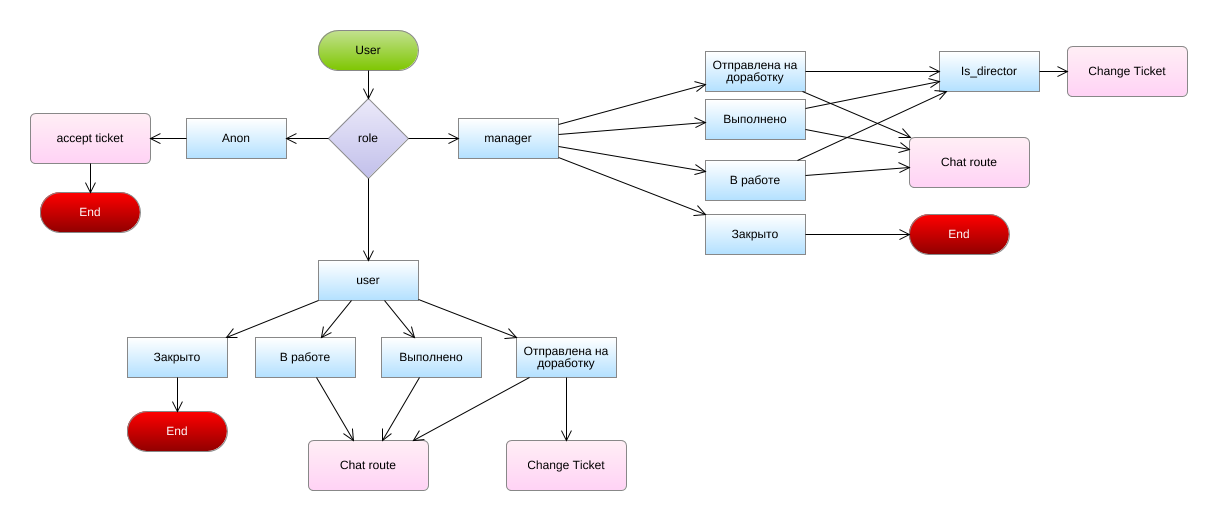 User
Отправлена на
доработку
Is_director
Change Ticket
accept ticket
Anon
role
manager
Выполнено
Chat route
В работе
End
Закрыто
End
user
Закрыто
В работе
Выполнено
Отправлена на
доработку
End
Chat route
Change Ticket